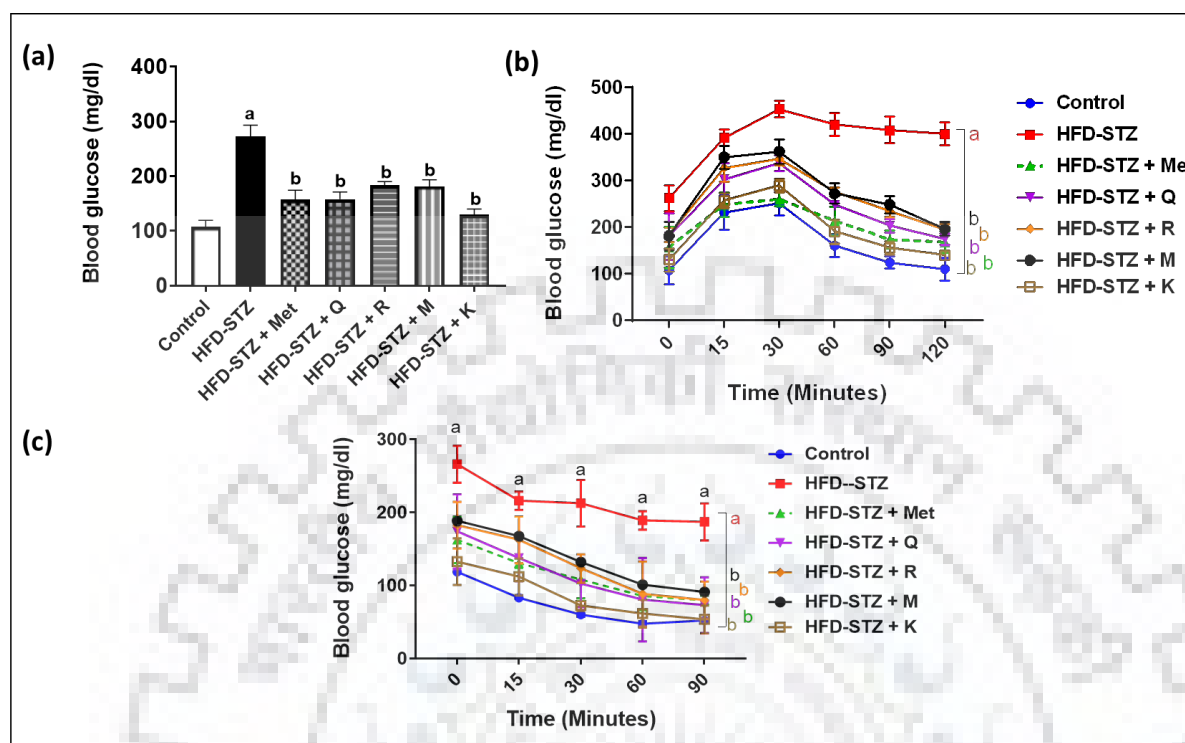 (a)
Blood glucose (mg/dl)
400
300
200
100
0
a
b
b
b
b
b
Control
HFD-STZ
HFD-STZ + Met
HFD-STZ + Q
HFD-STZ + R
HFD-STZ + M
HFD-STZ + K
(b)
Blood glucose (mg/dl)
500
400
300
200
100
0
0
15
30
60
90
120
Time (Minutes)
a
b
b
b
b
b
Control
HFD-STZ
HFD-STZ + Me
HFD-STZ + Q
HFD-STZ + R
HFD-STZ + M
HFD-STZ + K
(c)
Blood glucose (mg/dl)
300
200
100
0
a
a
a
a
a
0
15
30
60
90
Time (Minutes)
a
b
b
b
b
b
Control
HFD--STZ
HFD-STZ + Met
HFD-STZ + Q
HFD-STZ + R
HFD-STZ + M
HFD-STZ + K